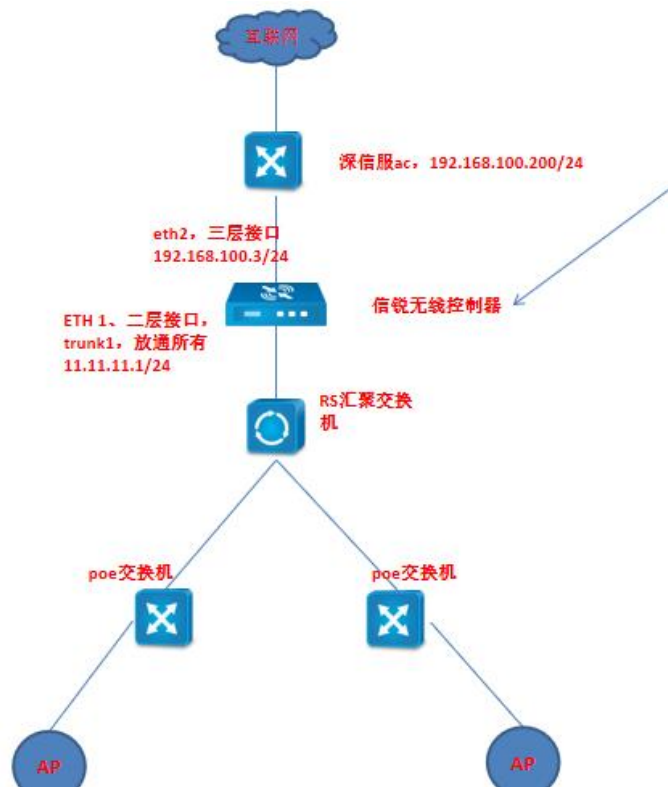 互联网
深信服ac，192.168.100.200/24
eth2，三层接口
192.168.100.3/24
信锐无线控制器
ETH 1、二层接口，
trunk1，放通所有
11.11.11.1/24
RS汇聚交换
机
poe交换机
poe交换机
AP
AP